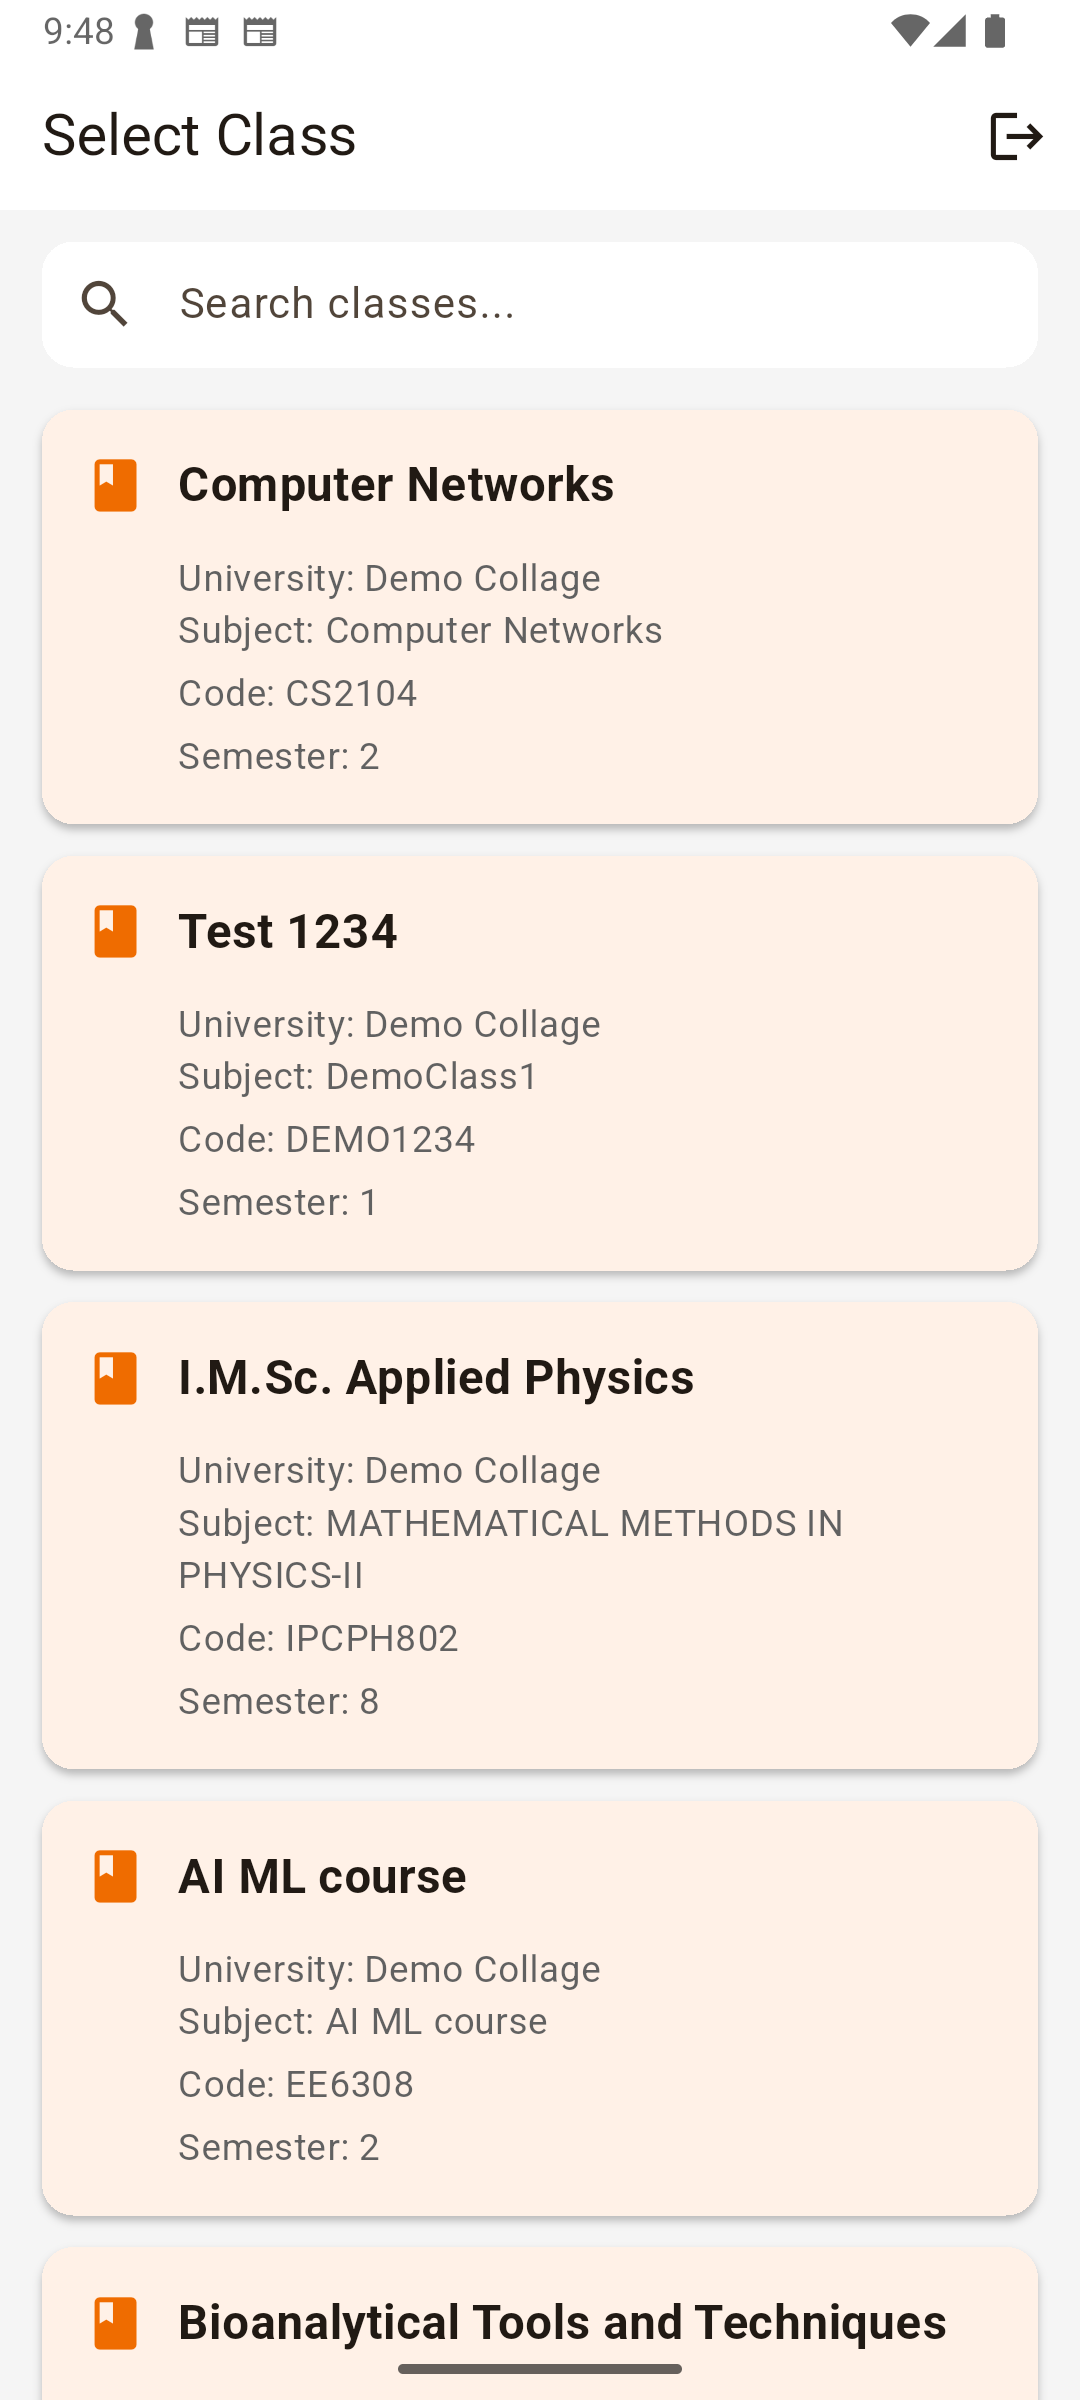 9:48
Select Class
Search classes...
Computer Networks
University: Demo Collage
Subject: Computer Networks
Code: CS2104
Semester: 2
Test 1234
University: Demo Collage
Subject: DemoClass1
Code: DEMO1234
Semester: 1
I.M.Sc. Applied Physics
University: Demo Collage
Subject: MATHEMATICAL METHODS IN
PHYSICS-II
Code: IPCPH802
Semester: 8
AI ML course
University: Demo Collage
Subject: AI ML course
Code: EE6308
Semester: 2
Bioanalytical Tools and Techniques